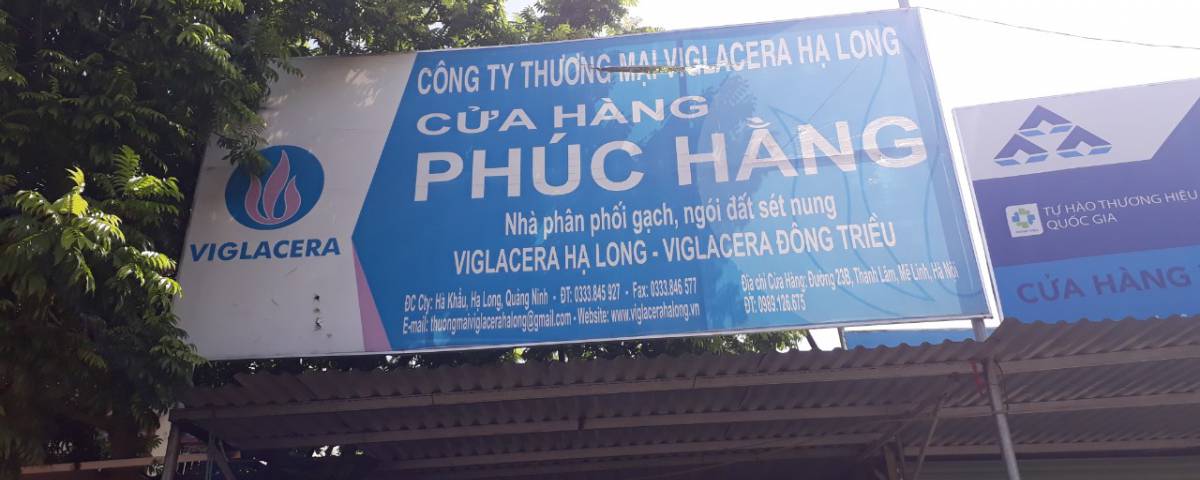 CÔNG TY THƯƠNG MẠI VIGLACERA HẠ LONG
CỬA HÀNG
PHÚC HẰNG
Nhà phân phối gạch, ngói đất sét nung
VIGLACERA HẠ LONG - VIGLACERA ĐÔNG TRIỀU
ĐC Cty: Hà Khẩu, Hạ Long, Quảng Ninh - ĐT: 0333.845 927 - Fax: 0333.846 577
E-mail: thuongmaiviglacerahalong@gmail.com - Website: www.viglacerahalong.vn
Địa chỉ Cửa Hàng: Đường 23B, Thanh Lâm, Mê Linh, Hà Nội
ĐT: 0969.126.675
VIGLACERA
TỰ HÀO THƯƠNG HIỆU
QUỐC GIA
CỬA HÀNG